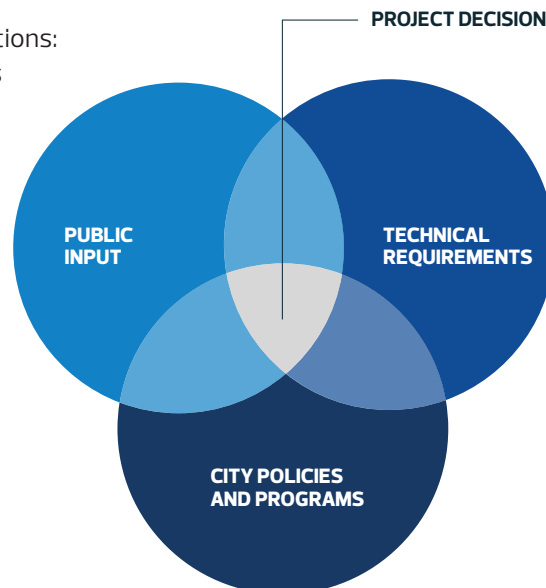 PROJECT DECISION
tions:
s
PUBLIC
INPUT
TECHNICAL
REQUIREMENTS
CITY POLICIES
AND PROGRAMS